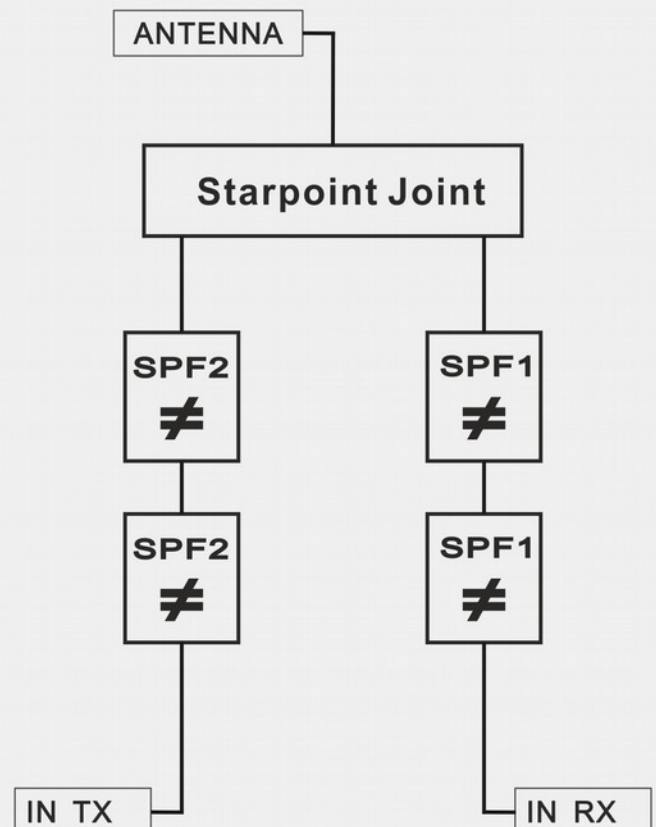 ANTENNA
Starpoint Joint
SPF2
≠
SPF1
≠
SPF2
≠
SPF1
≠
IN TX
IN RX